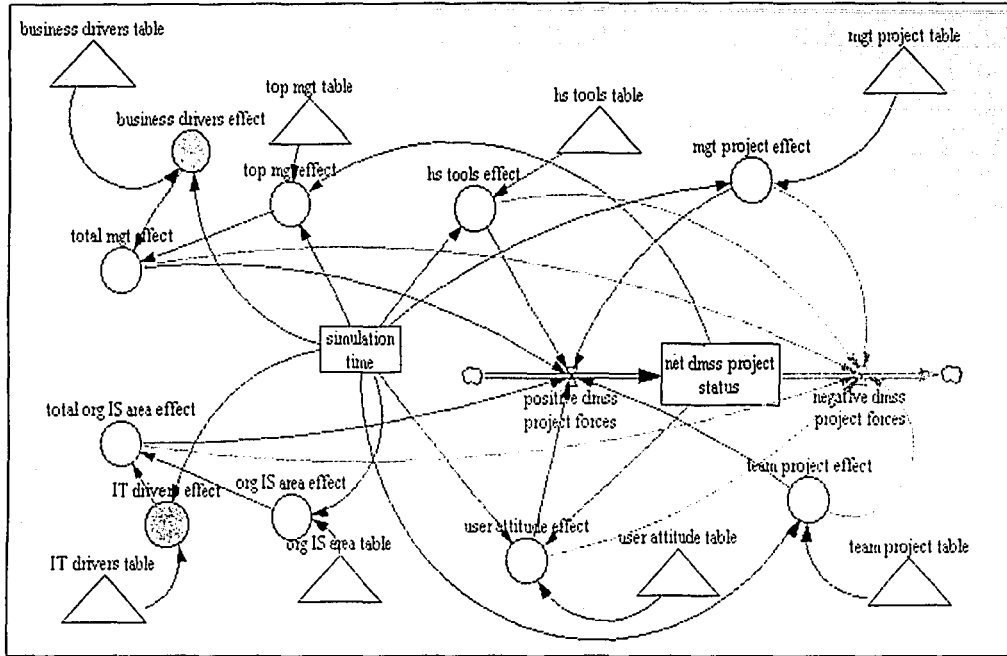 business drivers table
mgt project table
top mgt table
hs tools table
business drivers effect
mgt project effect
top mgt effect
hs tools effect
total mgt effect
simulation
time
net dmss project
status
positive dmss
project forces
negative dmss
project forces
total org IS area effect
team project effect
IT drivers effect
org IS area effect
user attitude effect
org IS area table
user attitude table
team project table
IT drivers table